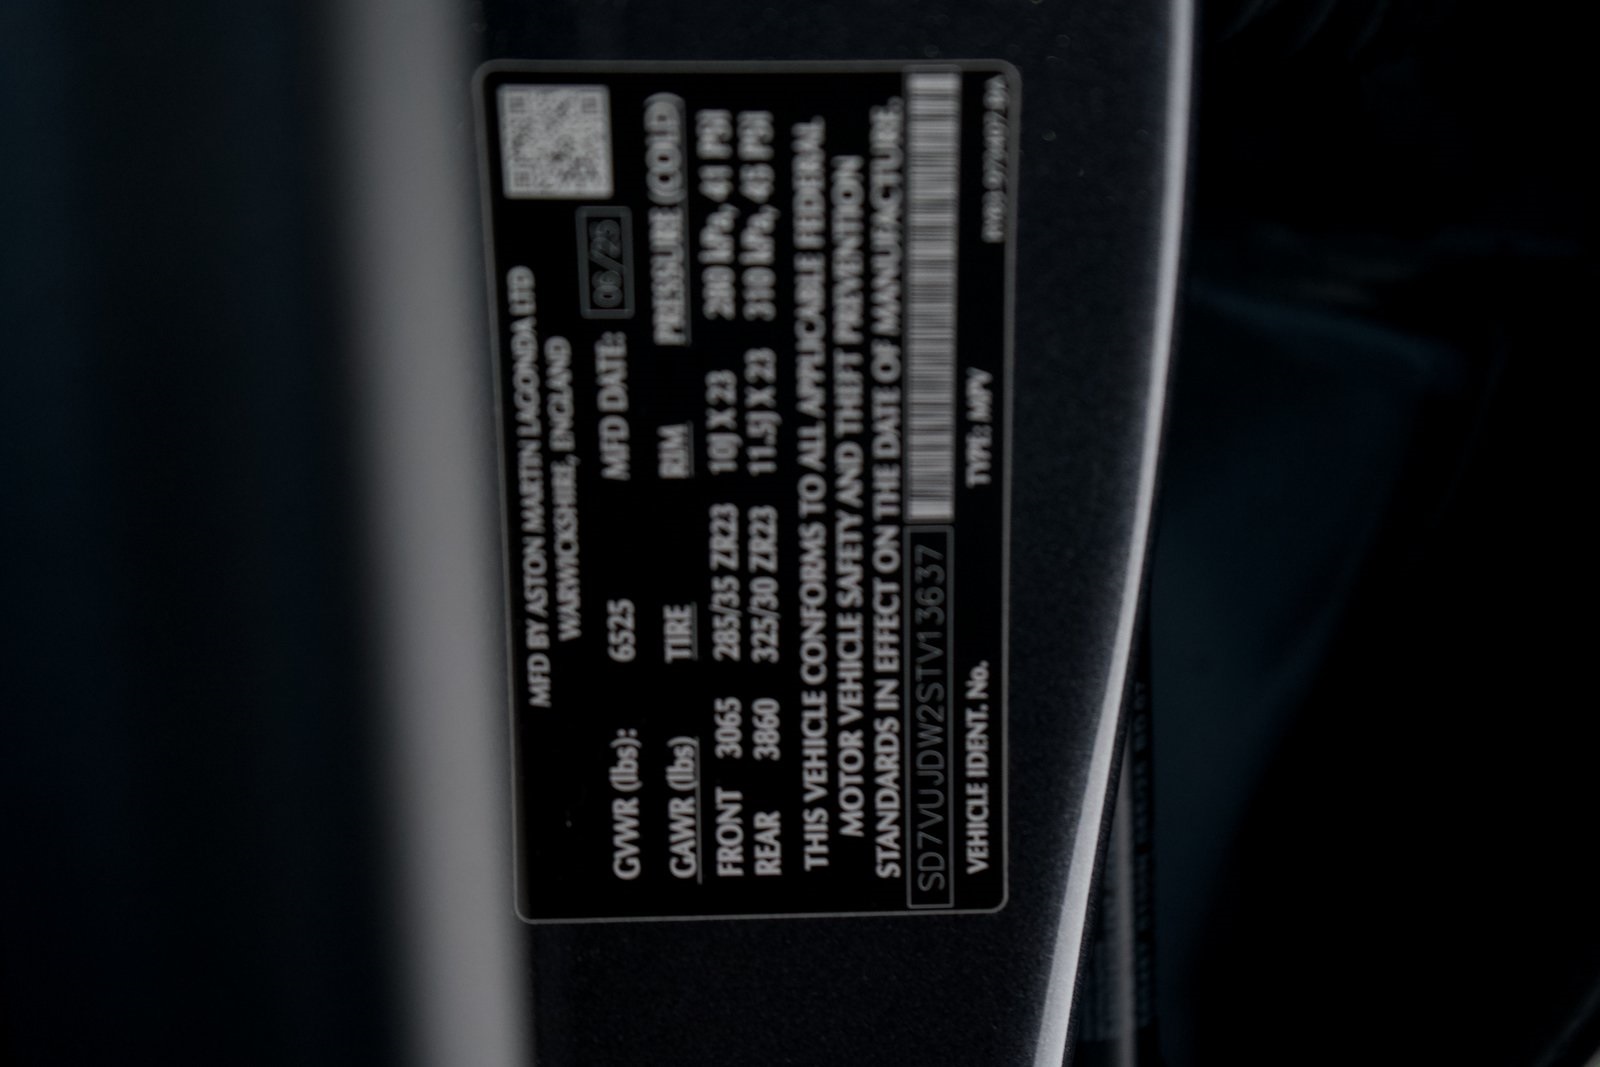 MFD BY ASTON MARTIN LAGONDA LTD
WARWICKSHIRE, ENGLAND
GVWR (lbs): 6525 MFD DATE: 06/25
GAWR (lbs) TIRE RIM PRESSURE (COLD)
FRONT 3065 285/35 ZR23 10J X 23 280 kPa, 41 PSI
REAR 3860 325/30 ZR23 11.5J X 23 310 kPa, 45 PSI
THIS VEHICLE CONFORMS TO ALL APPLICABLE FEDERAL
MOTOR VEHICLE SAFETY AND THEFT PREVENTION
STANDARDS IN EFFECT ON THE DATE OF MANUFACTURE.
SD7VUJDW2STV13637
VEHICLE IDENT. No. TYPE: MPV